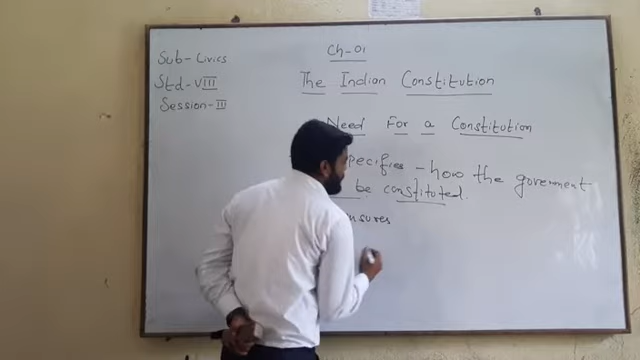 Sub- Civics
Std- VIII
Session- III
Ch-01
The Indian Constitution
Need For a Constitution
pecifies - how the goverment
be constituted.
nsures